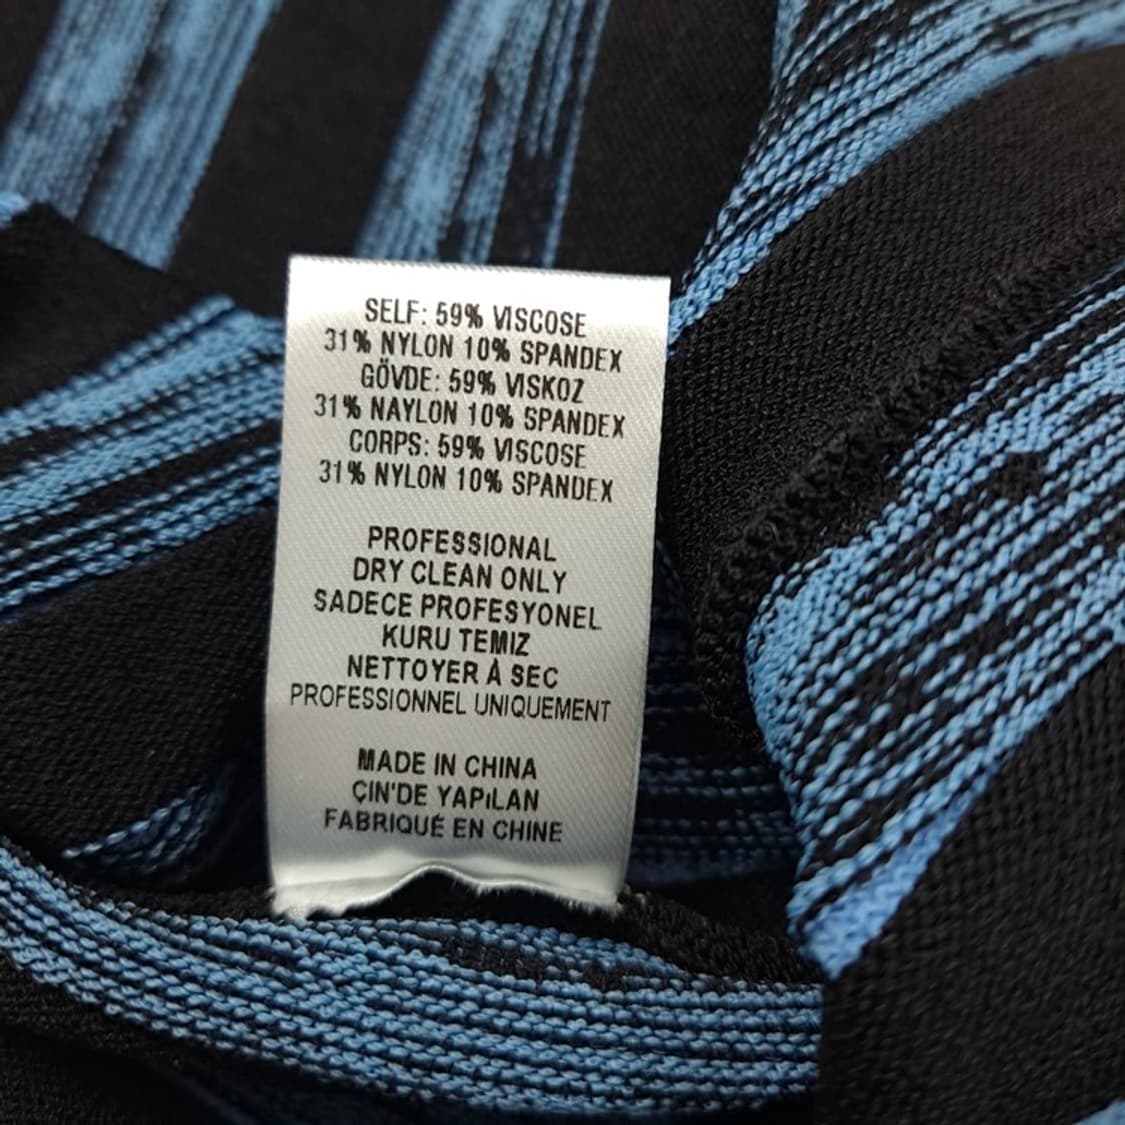 SELF: 59% VISCOSE
31% NYLON 10% SPANDEX
GÖVDE: 59% VISKOZ
31% NAYLON 10% SPANDEX
CORPS: 59% VISCOSE
31% NYLON 10% SPANDEX
PROFESSIONAL
DRY CLEAN ONLY
SADECE PROFESYONEL
KURU TEMIZ
NETTOYER À SEC
PROFESSIONNEL UNIQUEMENT
MADE IN CHINA
ÇIN'DE YAPıLAN
FABRIQUÉ EN CHINE